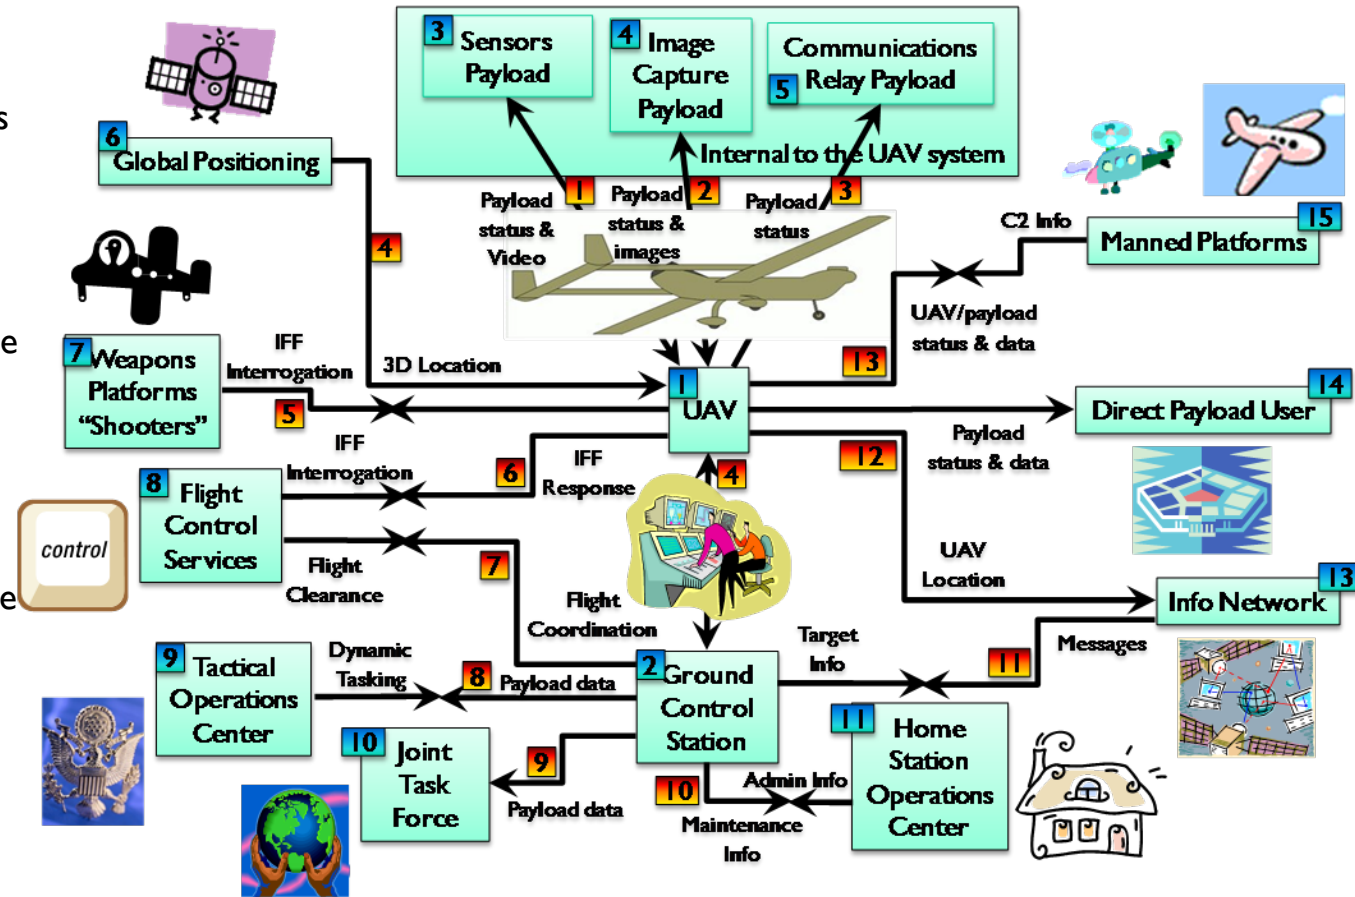 3
Sensors
Payload
4
Image
Capture
Payload
Communications
5
Relay Payload
Internal to the UAV system
s
6
Global Positioning
1
2
3
Payload
status &
Video
Payload
status &
images
Payload
status
C2 Info
15
Manned Platforms
4
UAV/payload
status & data
e
7
Weapons
Platforms
"Shooters"
IFF
Interrogation
3D Location
13
1
UAV
14
Direct Payload User
5
IFF
Interrogation
6
IFF
Response
4
12
Payload
status & data
8
Flight
Control
Services
control
Flight
Clearance
7
UAV
Location
e
Flight
Coordination
13
Info Network
Target
Info
Messages
11
9
Tactical
Operations
Center
Dynamic
Tasking
8
Payload data
2
Ground
Control
Station
10
Joint
Task
Force
9
Payload data
11
Home
Station
Operations
Center
10
Admin Info
Maintenance
Info